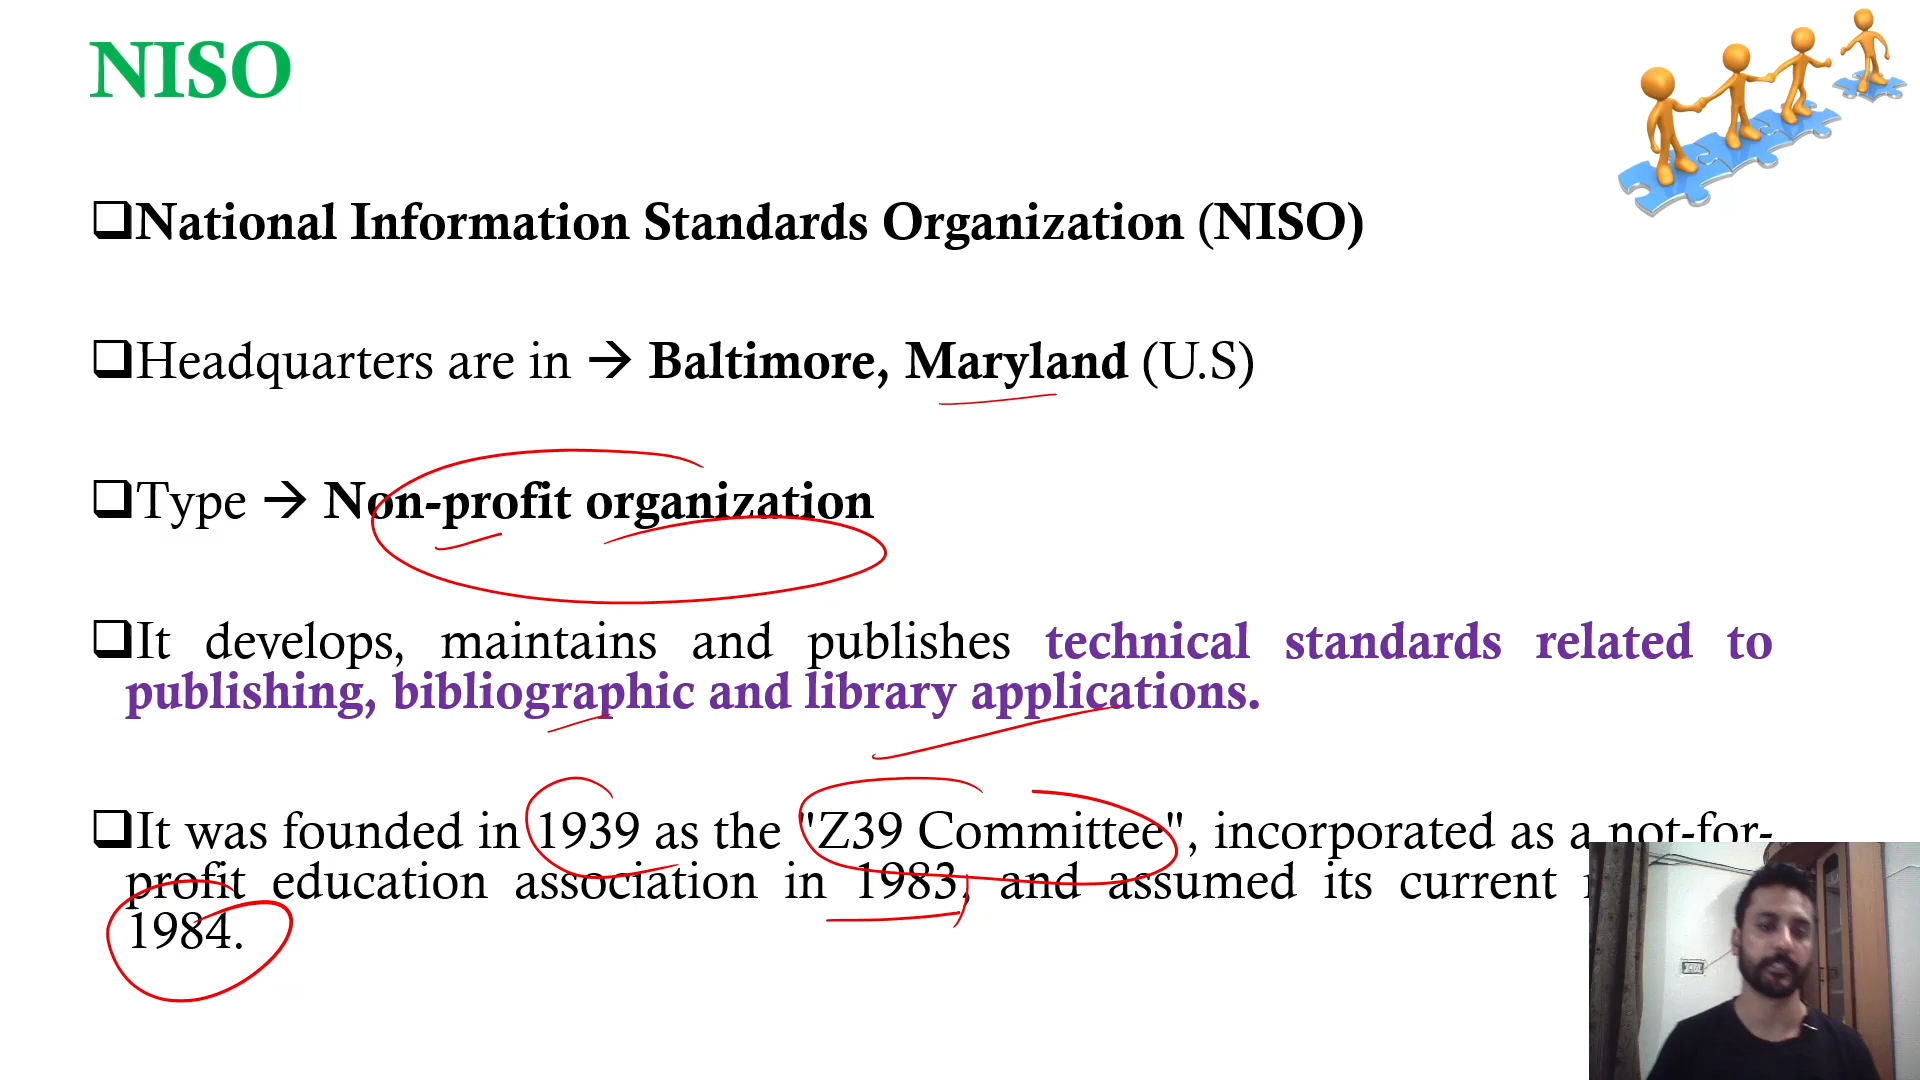 NISO
National Information Standards Organization (NISO)
Headquarters are in → Baltimore, Maryland (U.S)
Type → Non-profit organization
It develops, maintains and publishes technical standards related to
publishing, bibliographic and library applications.
It was founded in 1939 as the "Z39 Committee", incorporated as a not-for-
profit education association in 1983, and assumed its current
1984.